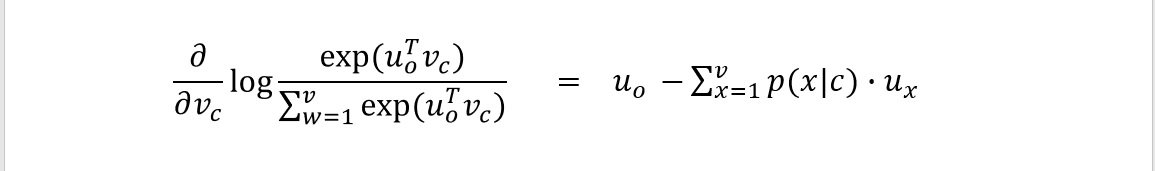 ∂/∂v_c log exp(u_o^T v_c) / ∑_{w=1}^{v} exp(u_o^T v_c) = u_o − ∑_{x=1}^{v} p(x|c) · u_x